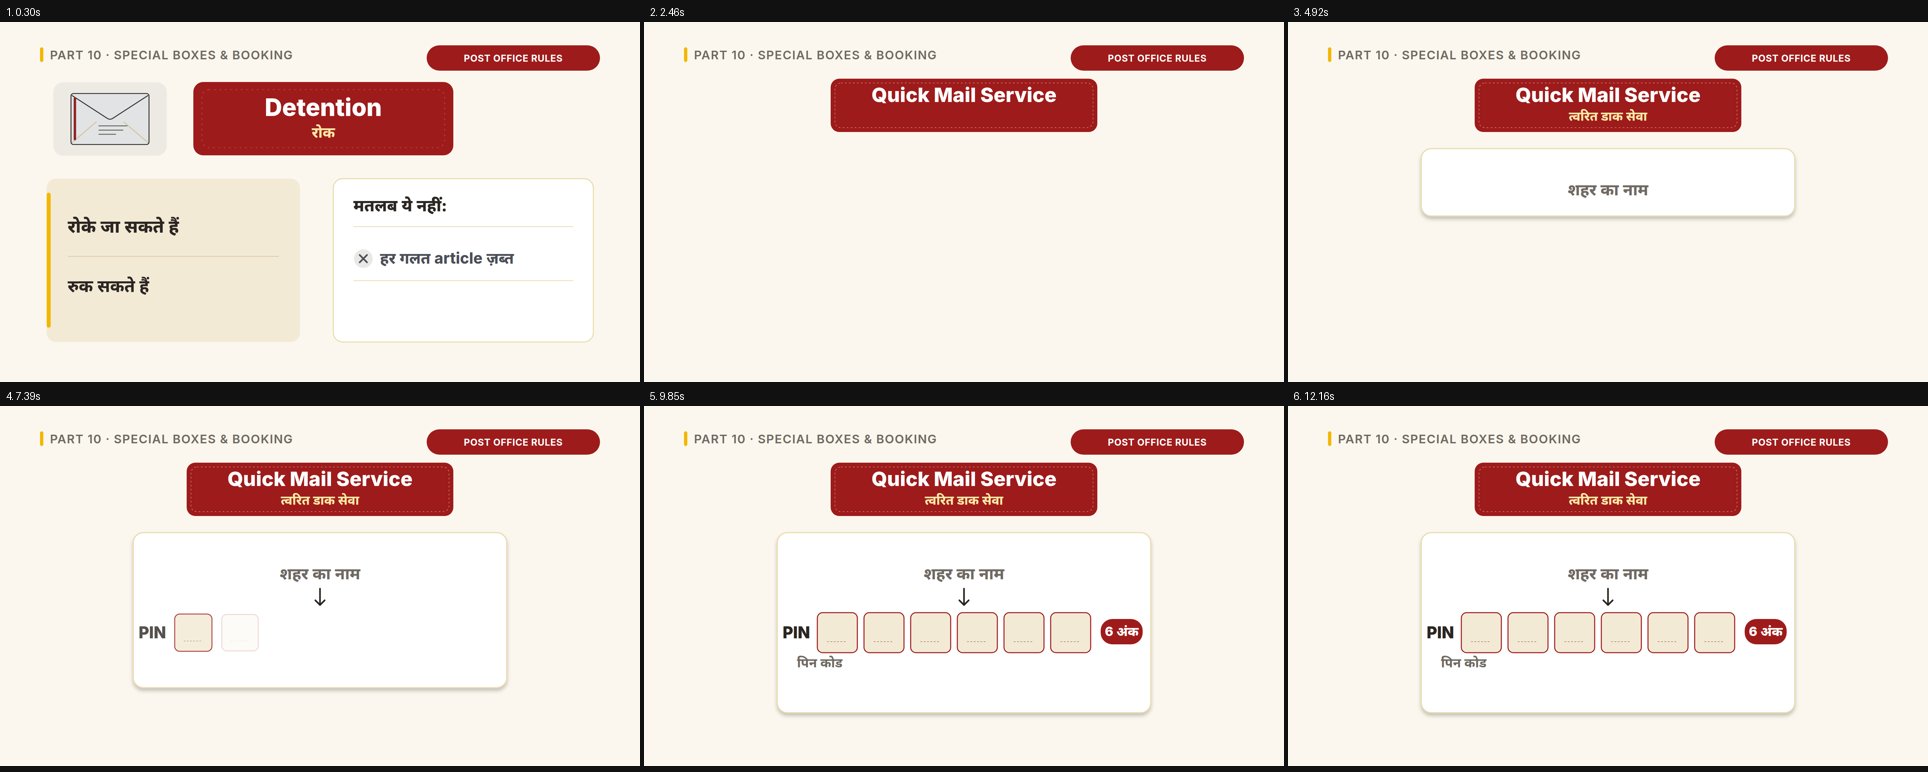 1. 0.30s
PART 10 · SPECIAL BOXES & BOOKING
POST OFFICE RULES
Detention
रोक
रोके जा सकते हैं
रुक सकते हैं
मतलब ये नहीं:
हर गलत article ज़ब्त
2. 2.46s
PART 10 · SPECIAL BOXES & BOOKING
POST OFFICE RULES
Quick Mail Service
3. 4.92s
PART 10 · SPECIAL BOXES & BOOKING
POST OFFICE RULES
Quick Mail Service
त्वरित डाक सेवा
शहर का नाम
4. 7.39s
PART 10 · SPECIAL BOXES & BOOKING
POST OFFICE RULES
Quick Mail Service
त्वरित डाक सेवा
शहर का नाम
PIN
5. 9.85s
PART 10 · SPECIAL BOXES & BOOKING
POST OFFICE RULES
Quick Mail Service
त्वरित डाक सेवा
शहर का नाम
PIN
6 अंक
पिन कोड
6. 12.16s
PART 10 · SPECIAL BOXES & BOOKING
POST OFFICE RULES
Quick Mail Service
त्वरित डाक सेवा
शहर का नाम
PIN
6 अंक
पिन कोड